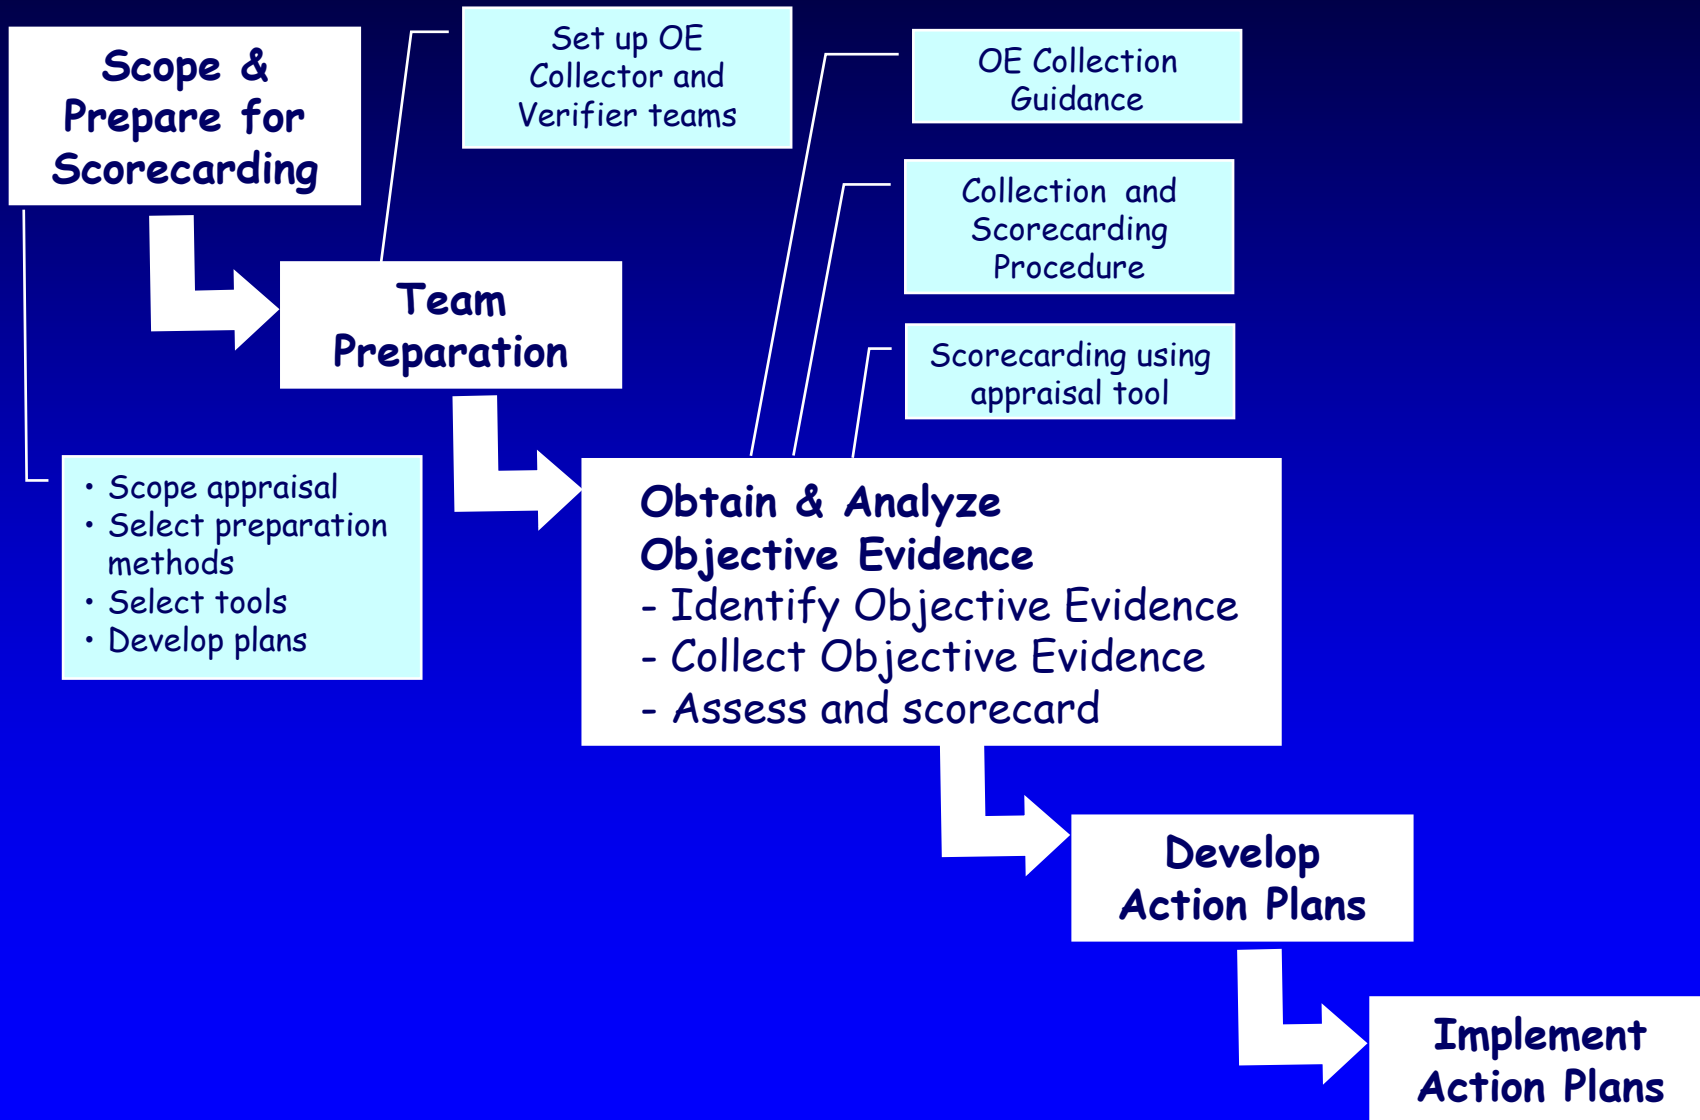 Scope &
Prepare for
Scorecarding
Set up OE
Collector and
Verifier teams
OE Collection
Guidance
Collection and
Scorecarding
Procedure
Team
Preparation
Scorecarding using
appraisal tool
• Scope appraisal
• Select preparation
methods
• Select tools
• Develop plans
Obtain & Analyze
Objective Evidence
- Identify Objective Evidence
- Collect Objective Evidence
- Assess and scorecard
Develop
Action Plans
Implement
Action Plans